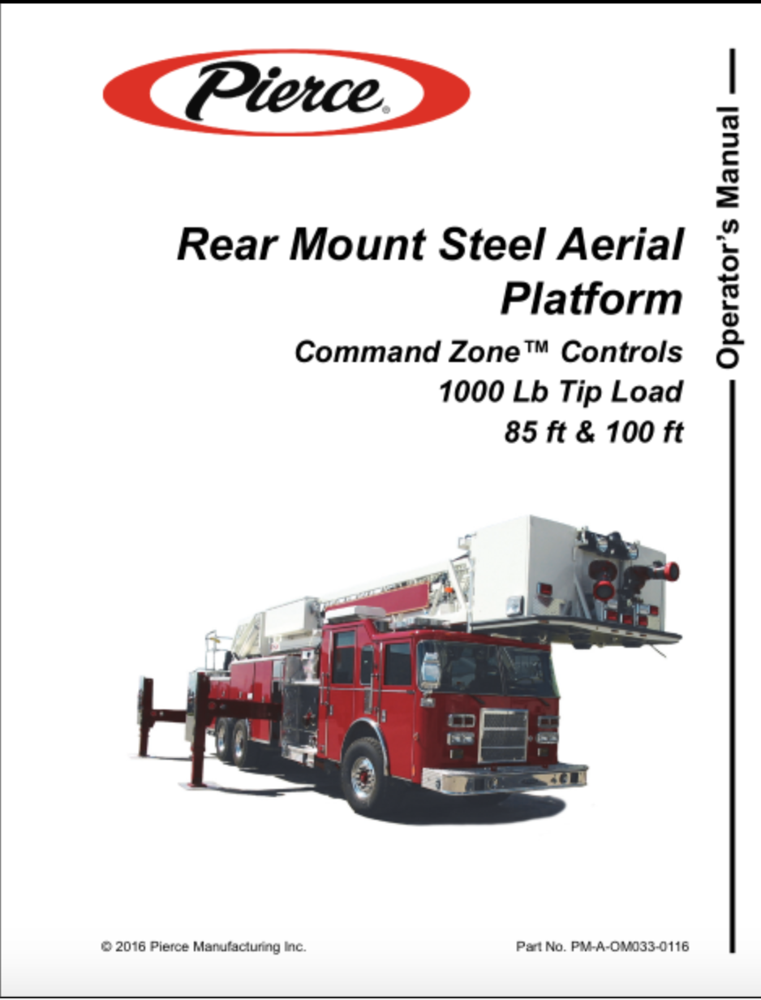 Pierce®
Operator's Manual
Rear Mount Steel Aerial
Platform
Command Zone™ Controls
1000 Lb Tip Load
85 ft & 100 ft
© 2016 Pierce Manufacturing Inc.
Part No. PM-A-OM033-0116